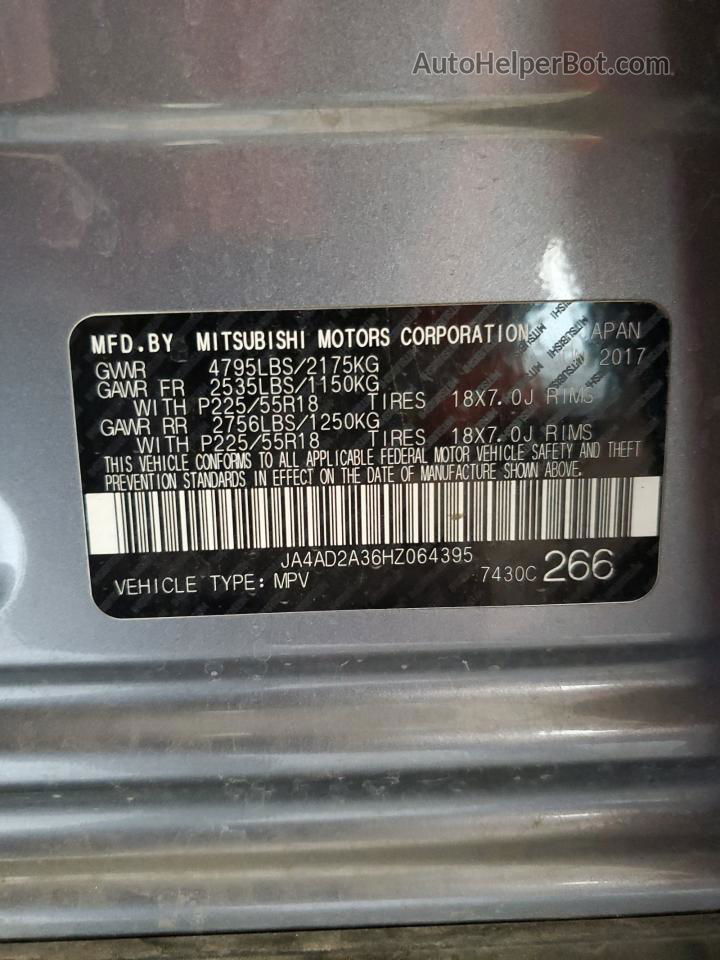 AutoHelperBot.com
MFD.BY MITSUBISHI MOTORS CORPORATION JAPAN
GVWR 4795LBS/2175KG 2017
GAWR FR 2535LBS/1150KG
WITH P225/55R18 TIRES 18X7.0J RIMS
GAWR RR 2756LBS/1250KG
WITH P225/55R18 TIRES 18X7.0J RIMS
THIS VEHICLE CONFORMS TO ALL APPLICABLE FEDERAL MOTOR VEHICLE SAFETY AND THEFT
PREVENTION STANDARDS IN EFFECT ON THE DATE OF MANUFACTURE SHOWN ABOVE.
JA4AD2A36HZ064395
VEHICLE TYPE: MPV 7430C 266